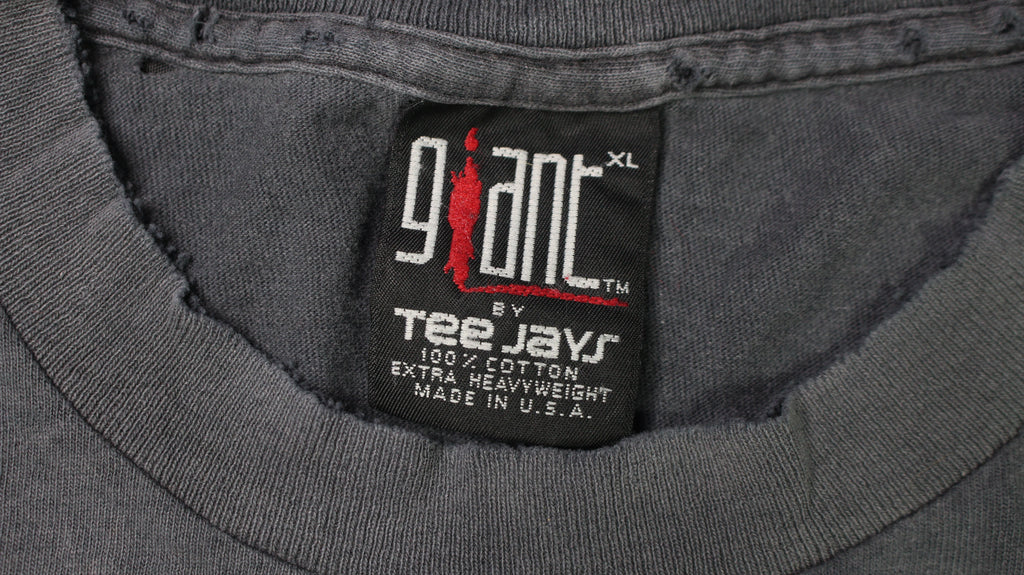 giant XL
TM
BY
Tee Jays
100% COTTON
EXTRA HEAVYWEIGHT
MADE IN U.S.A.